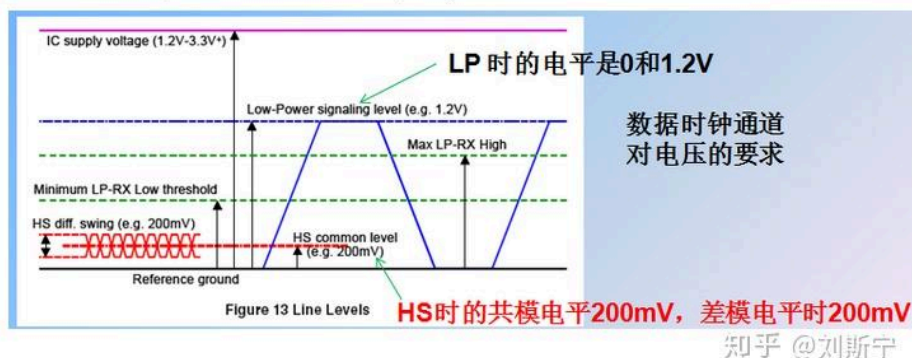 IC supply voltage (1.2V-3.3V+)
LP 时的电平是0和1.2V
Low-Power signaling level (e.g. 1.2V)
数据时钟通道
对电压的要求
Max LP-RX High
Minimum LP-RX Low threshold
HS diff. swing (e.g. 200mV)
HS common level
(e.g. 200mV)
Reference ground
Figure 13 Line Levels
HS时的共模电平200mV，差模电平时200mV
知乎 @刘斯宁